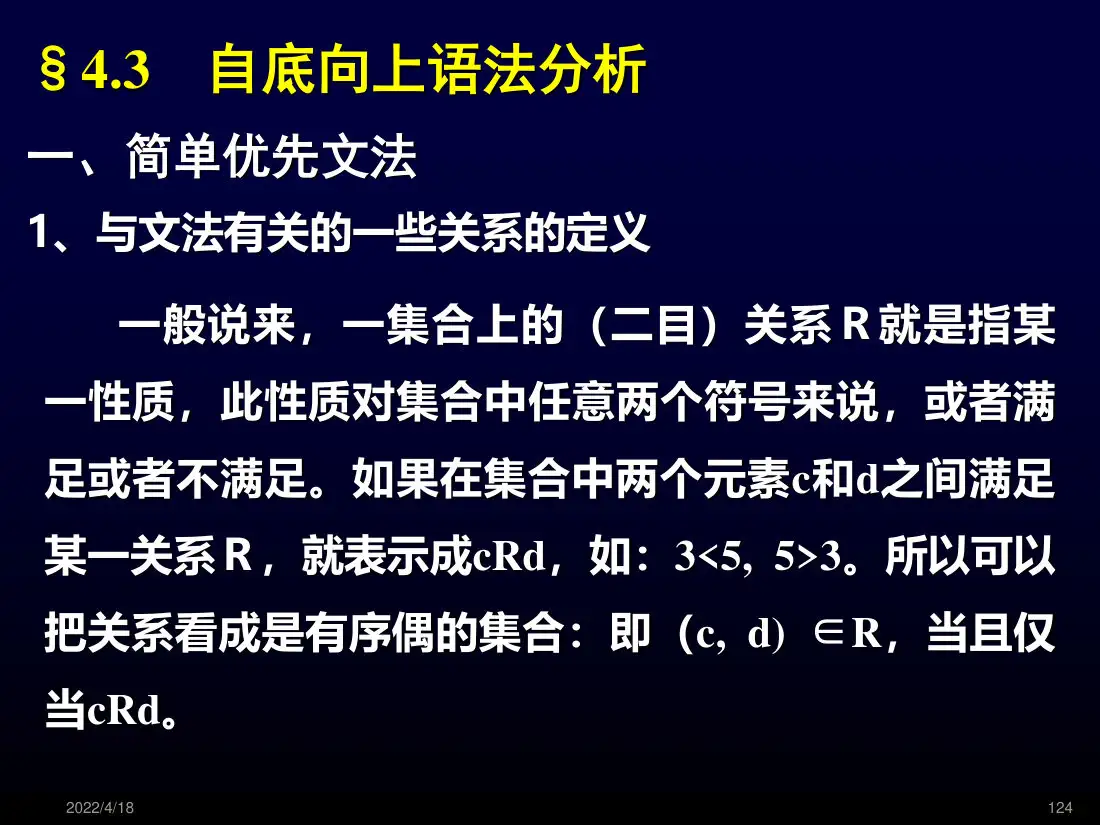 §4.3 自底向上语法分析
一、简单优先文法
1、与文法有关的一些关系的定义
一般说来，一集合上的（二目）关系R就是指某
一性质，此性质对集合中任意两个符号来说，或者满
足或者不满足。如果在集合中两个元素c和d之间满足
某一关系R，就表示成cRd，如：3<5, 5>3。所以可以
把关系看成是有序偶的集合：即（c, d）∈R，当且仅
当cRd。
2022/4/18
124